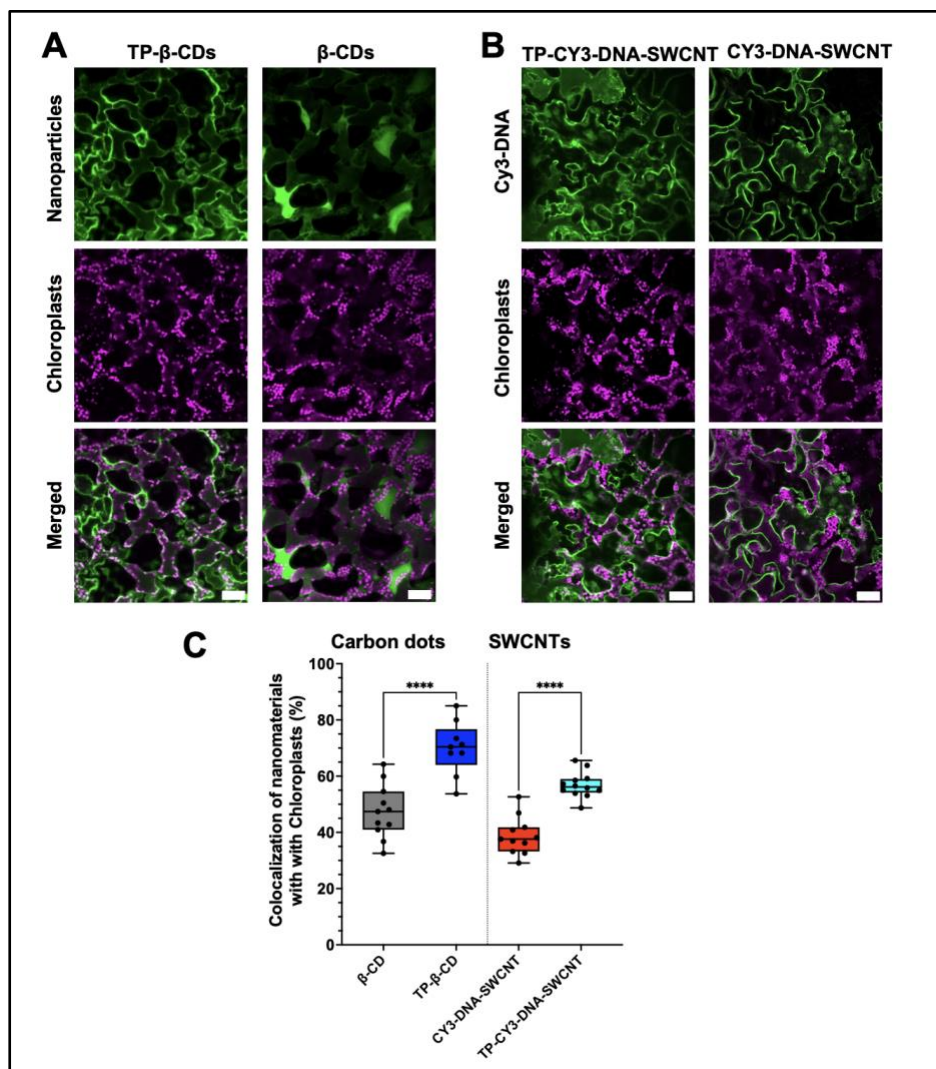 A
TP-β-CDs
β-CDs
Nanoparticles
Chloroplasts
Merged
B
TP-CY3-DNA-SWCNT
CY3-DNA-SWCNT
Cy3-DNA
Chloroplasts
Merged
C
Carbon dots
SWCNTs
Colocalization of nanomaterials
with with Chloroplasts (%)
100
80
60
40
20
0
****
****
β-CD
TP-β-CD
CY3-DNA-SWCNT
TP-CY3-DNA-SWCNT